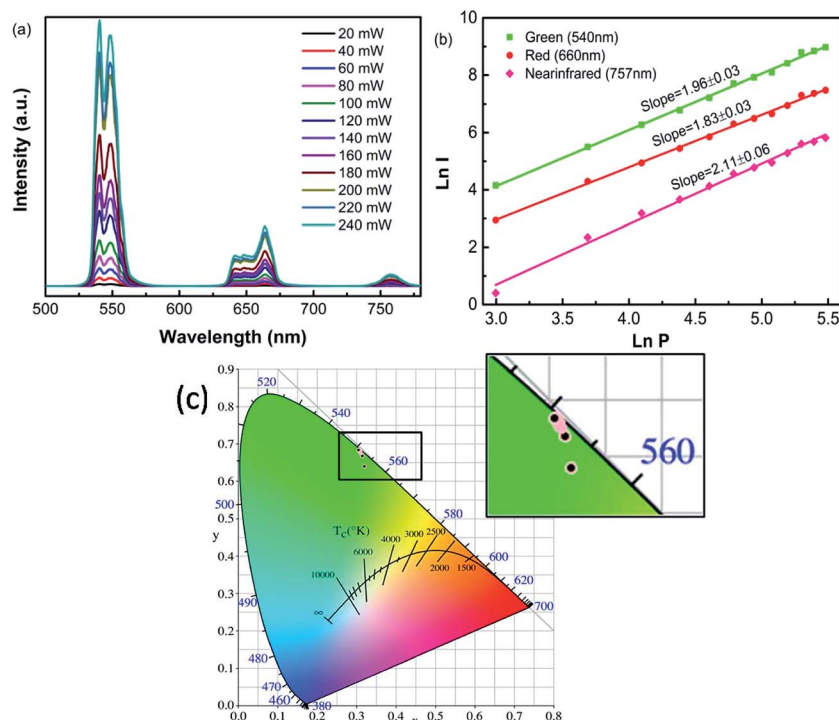 (a)
20 mW
40 mW
60 mW
80 mW
100 mW
120 mW
140 mW
160 mW
180 mW
200 mW
220 mW
240 mW
Intensity (a.u.)
500 550 600 650 700 750
Wavelength (nm)
(b)
Green (540nm)
Red (660nm)
Nearinfrared (757nm)
Slope=1.96±0.03
Slope=1.83±0.03
Slope=2.11±0.06
Ln I
10
8
6
4
2
0
3.0 3.5 4.0 4.5 5.0 5.5
Ln P
(c)
0.9
0.8
0.7
0.6
0.5
y
0.4
0.3
0.2
0.1
0.0
0.0 0.1 0.2 0.3 0.4 0.5 0.6 0.7 0.8
520
540
560
500
580
600
620
700
490
480
470
460
380
Tc(°K)
∞
10000
6000
4000
3000
2500
2000
1500
560